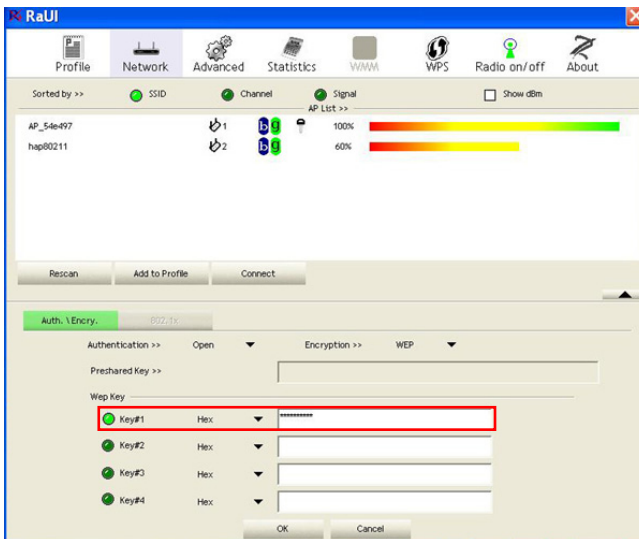 RaUI
Profile Network Advanced Statistics WMM WPS Radio on/off About
Sorted by >> SSID Channel Signal Show dBm
AP List >>
AP_54e497 1 b g 100%
hap80211 2 b g 60%
Rescan Add to Profile Connect
Auth. \ Encry. 802.1x
Authentication >> Open Encryption >> WEP
Preshared Key >>
Wep Key
Key#1 Hex **********
Key#2 Hex
Key#3 Hex
Key#4 Hex
OK Cancel